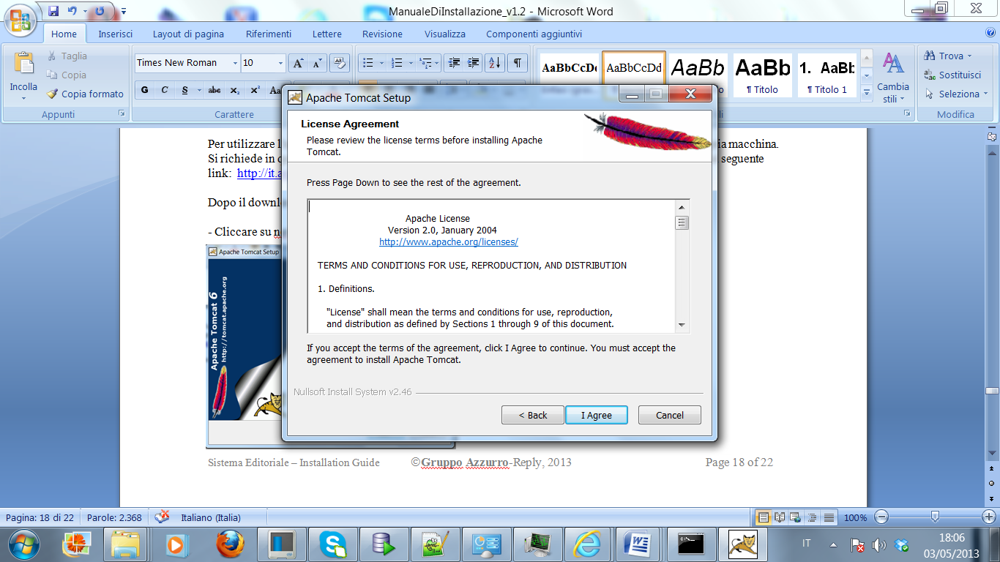 ManualeDiInstallazione_v1.2 - Microsoft Word
Home Inserisci Layout di pagina Riferimenti Lettere Revisione Visualizza Componenti aggiuntivi
Incolla
Taglia
Copia
Copia formato
Appunti
Times New Roman 10
G C S abc x₂ x² Aa
Carattere
AaBbCcDd AaBbCcDd AaBb AaBb 1. AaBb
¶ Titolo ¶ Titolo 1
Cambia
stili
Trova
Sostituisci
Seleziona
Modifica
Apache Tomcat Setup
License Agreement
Please review the license terms before installing Apache
Tomcat.
Press Page Down to see the rest of the agreement.
Apache License
Version 2.0, January 2004
http://www.apache.org/licenses/
TERMS AND CONDITIONS FOR USE, REPRODUCTION, AND DISTRIBUTION
1. Definitions.
"License" shall mean the terms and conditions for use, reproduction,
and distribution as defined by Sections 1 through 9 of this document.
If you accept the terms of the agreement, click I Agree to continue. You must accept the
agreement to install Apache Tomcat.
Nullsoft Install System v2.46
< Back I Agree Cancel
Per utilizzare macchina.
Si richiede in seguente
link: http://it.a
Dopo il
- Cliccare su
Apache Tomcat Setup
Apache Tomcat 6
http://tomcat.apache.org
Sistema Editoriale – Installation Guide ©Gruppo Azzurro-Reply, 2013 Page 18 of 22
Pagina: 18 di 22 Parole: 2.368 Italiano (Italia) 100%
IT 18:06
03/05/2013